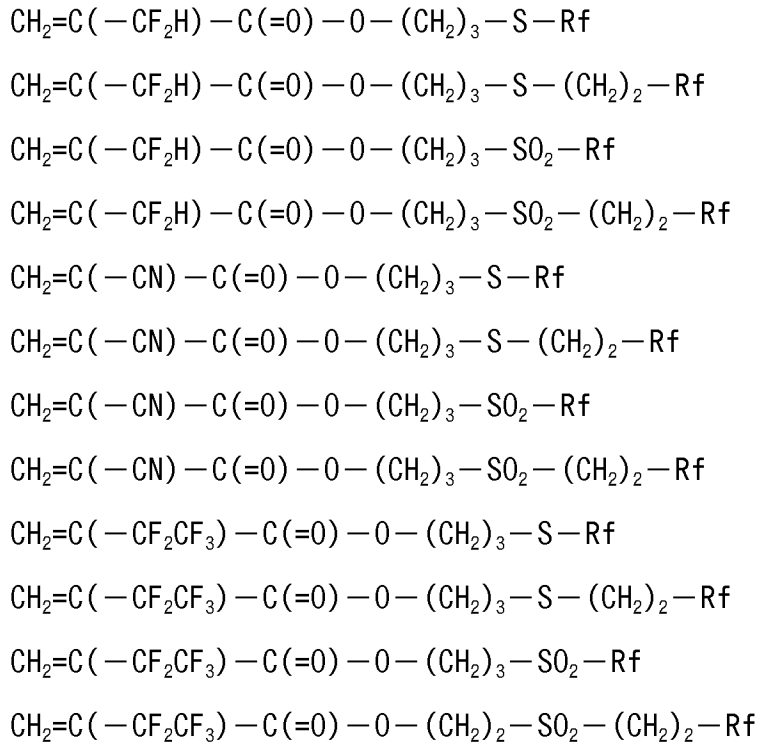 CH₂=C(−CF₂H)−C(=O)−O−(CH₂)₃−S−Rf
CH₂=C(−CF₂H)−C(=O)−O−(CH₂)₃−S−(CH₂)₂−Rf
CH₂=C(−CF₂H)−C(=O)−O−(CH₂)₃−SO₂−Rf
CH₂=C(−CF₂H)−C(=O)−O−(CH₂)₃−SO₂−(CH₂)₂−Rf
CH₂=C(−CN)−C(=O)−O−(CH₂)₃−S−Rf
CH₂=C(−CN)−C(=O)−O−(CH₂)₃−S−(CH₂)₂−Rf
CH₂=C(−CN)−C(=O)−O−(CH₂)₃−SO₂−Rf
CH₂=C(−CN)−C(=O)−O−(CH₂)₃−SO₂−(CH₂)₂−Rf
CH₂=C(−CF₂CF₃)−C(=O)−O−(CH₂)₃−S−Rf
CH₂=C(−CF₂CF₃)−C(=O)−O−(CH₂)₃−S−(CH₂)₂−Rf
CH₂=C(−CF₂CF₃)−C(=O)−O−(CH₂)₃−SO₂−Rf
CH₂=C(−CF₂CF₃)−C(=O)−O−(CH₂)₂−SO₂−(CH₂)₂−Rf